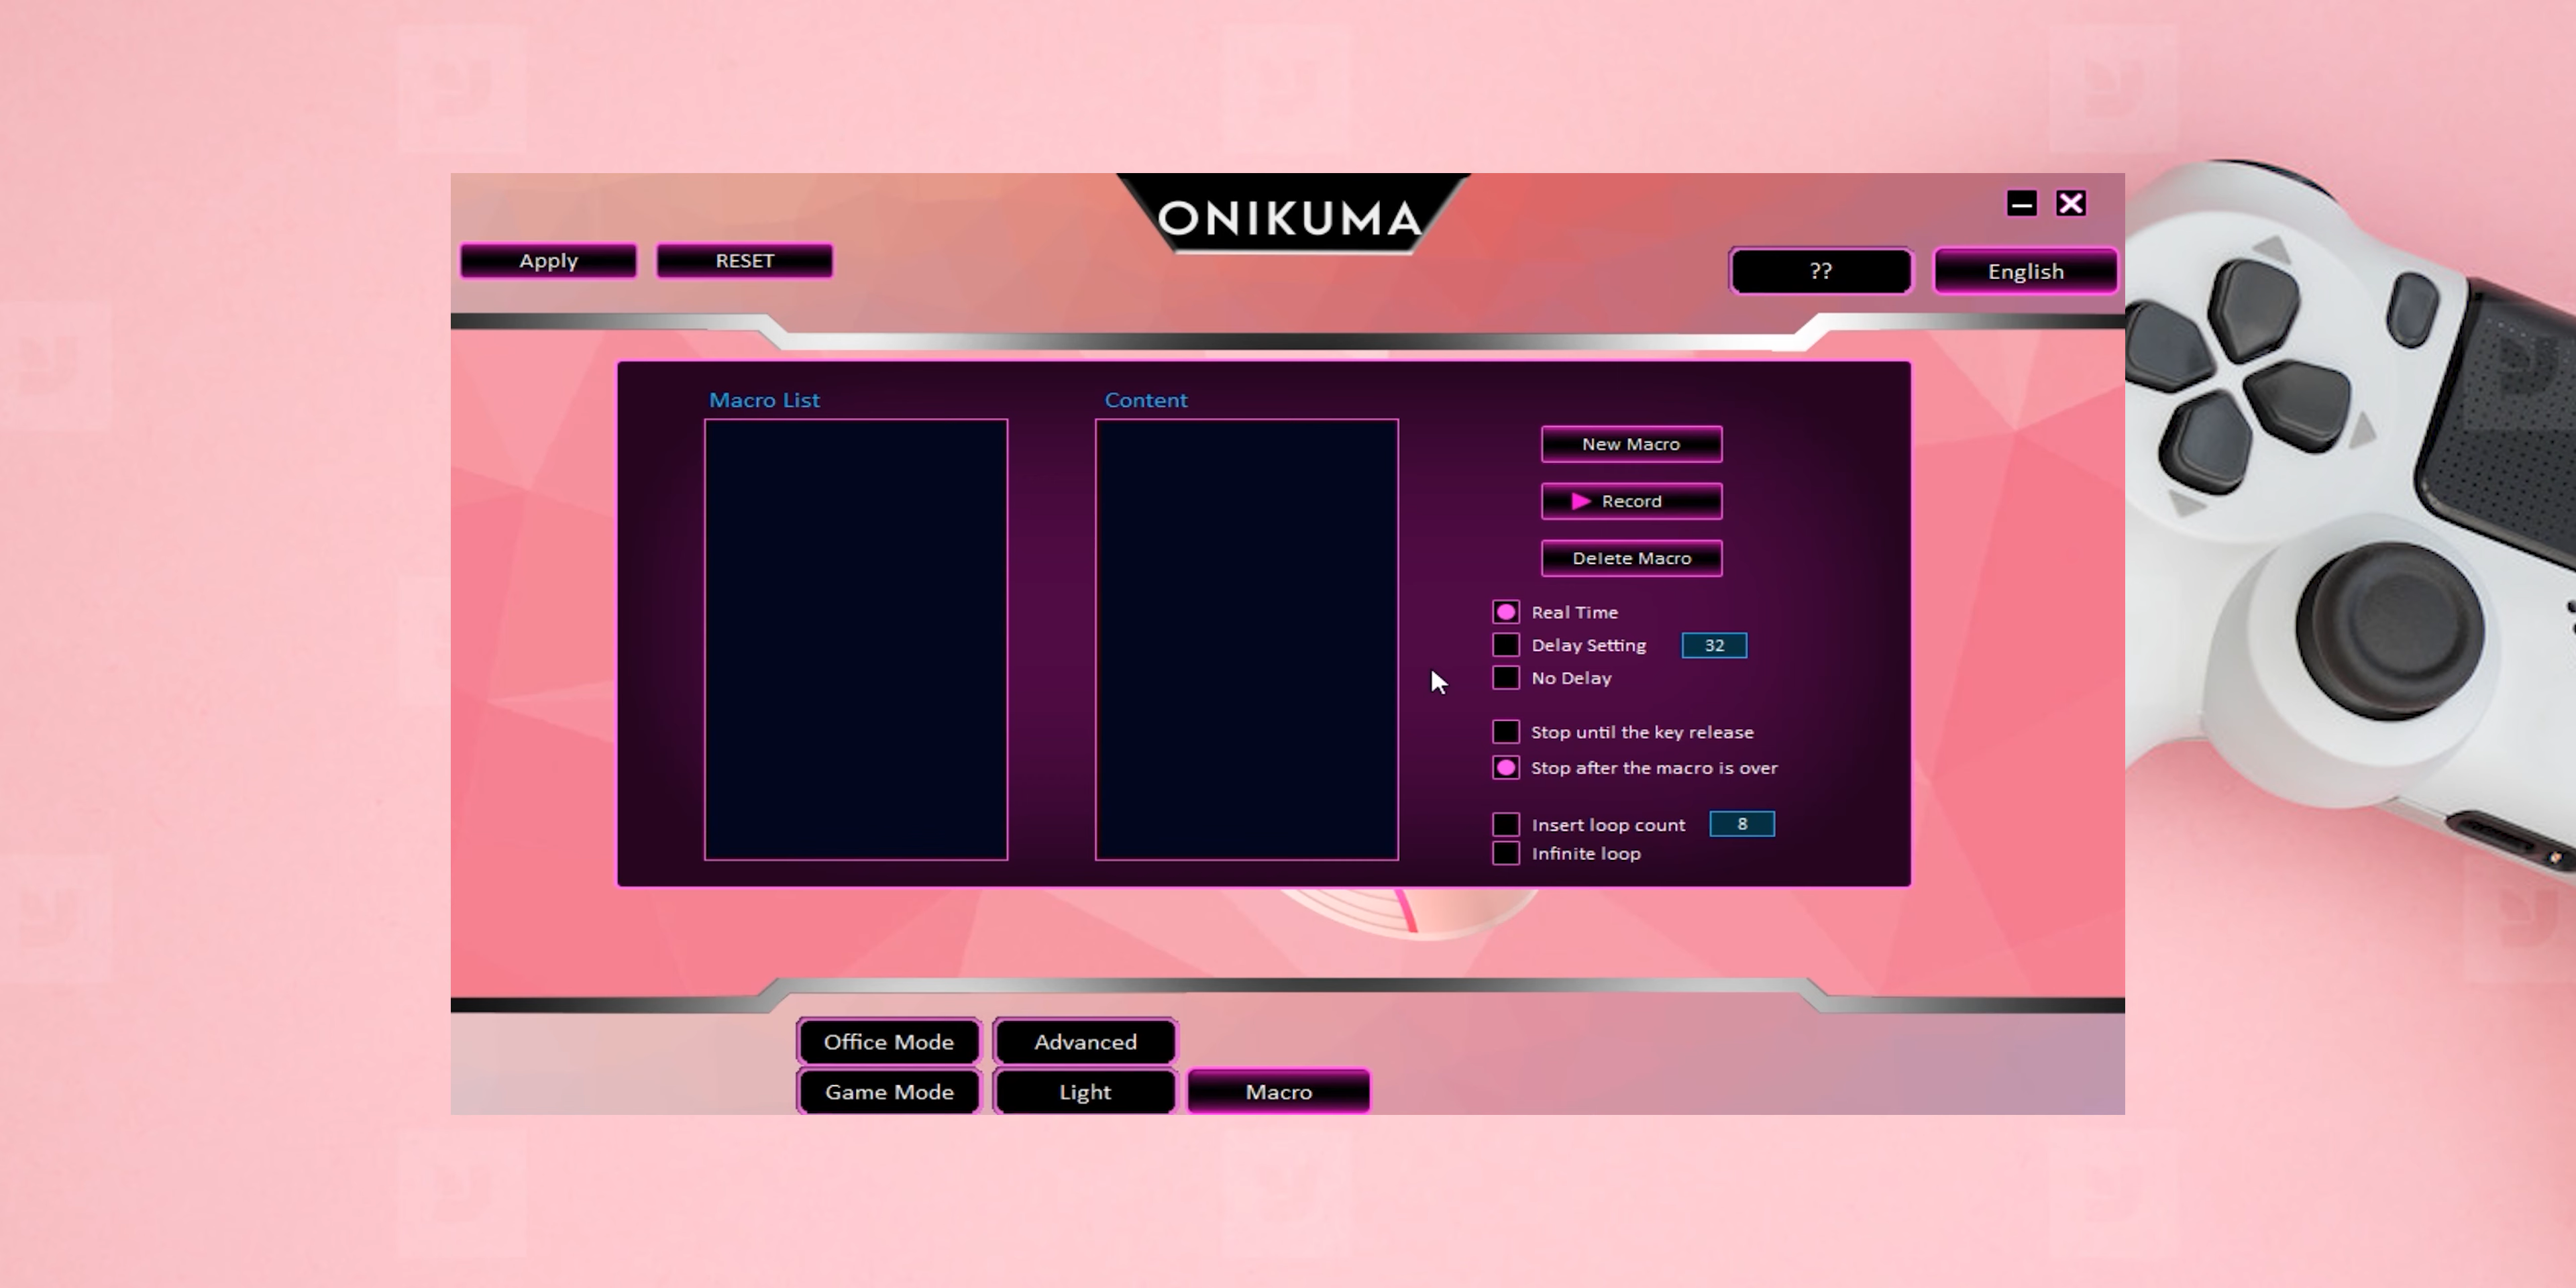 ONIKUMA
Apply
RESET
??
English
Macro List
Content
New Macro
Record
Delete Macro
Real Time
Delay Setting 32
No Delay
Stop until the key release
Stop after the macro is over
Insert loop count 8
Infinite loop
Office Mode
Advanced
Game Mode
Light
Macro